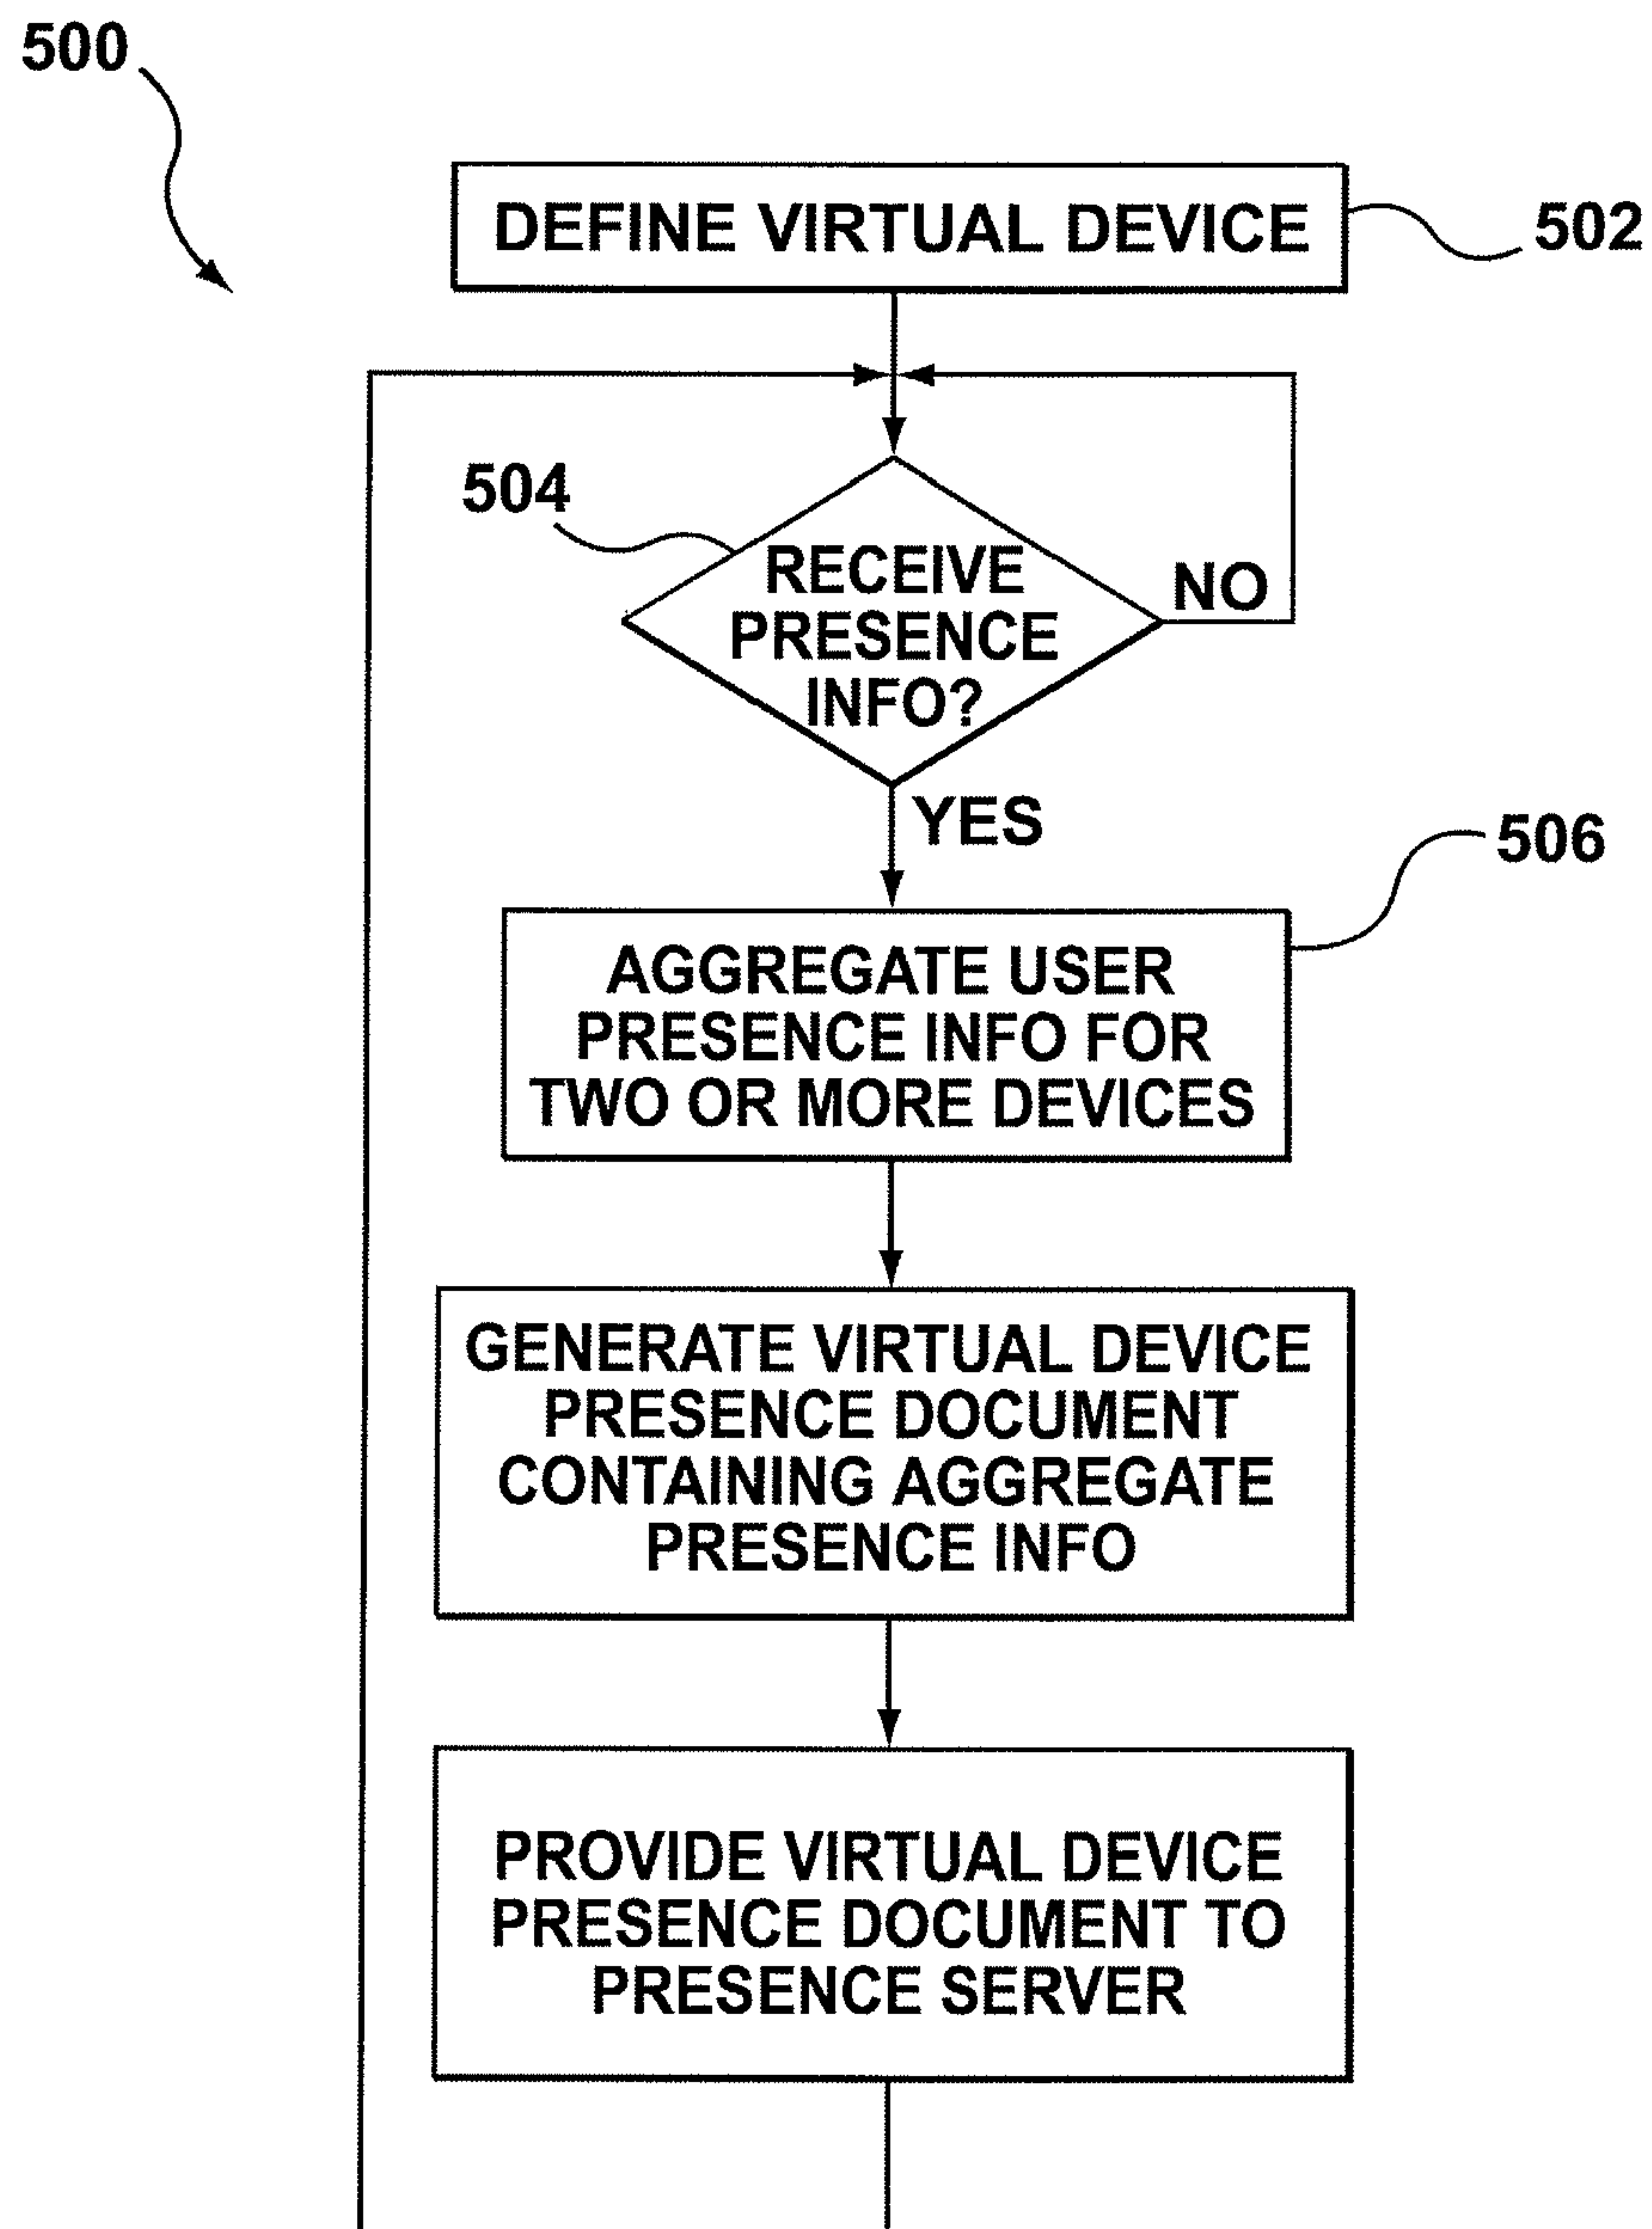 500
DEFINE VIRTUAL DEVICE
502
504
RECEIVE
PRESENCE
INFO?
NO
YES
506
AGGREGATE USER
PRESENCE INFO FOR
TWO OR MORE DEVICES
GENERATE VIRTUAL DEVICE
PRESENCE DOCUMENT
CONTAINING AGGREGATE
PRESENCE INFO
PROVIDE VIRTUAL DEVICE
PRESENCE DOCUMENT TO
PRESENCE SERVER